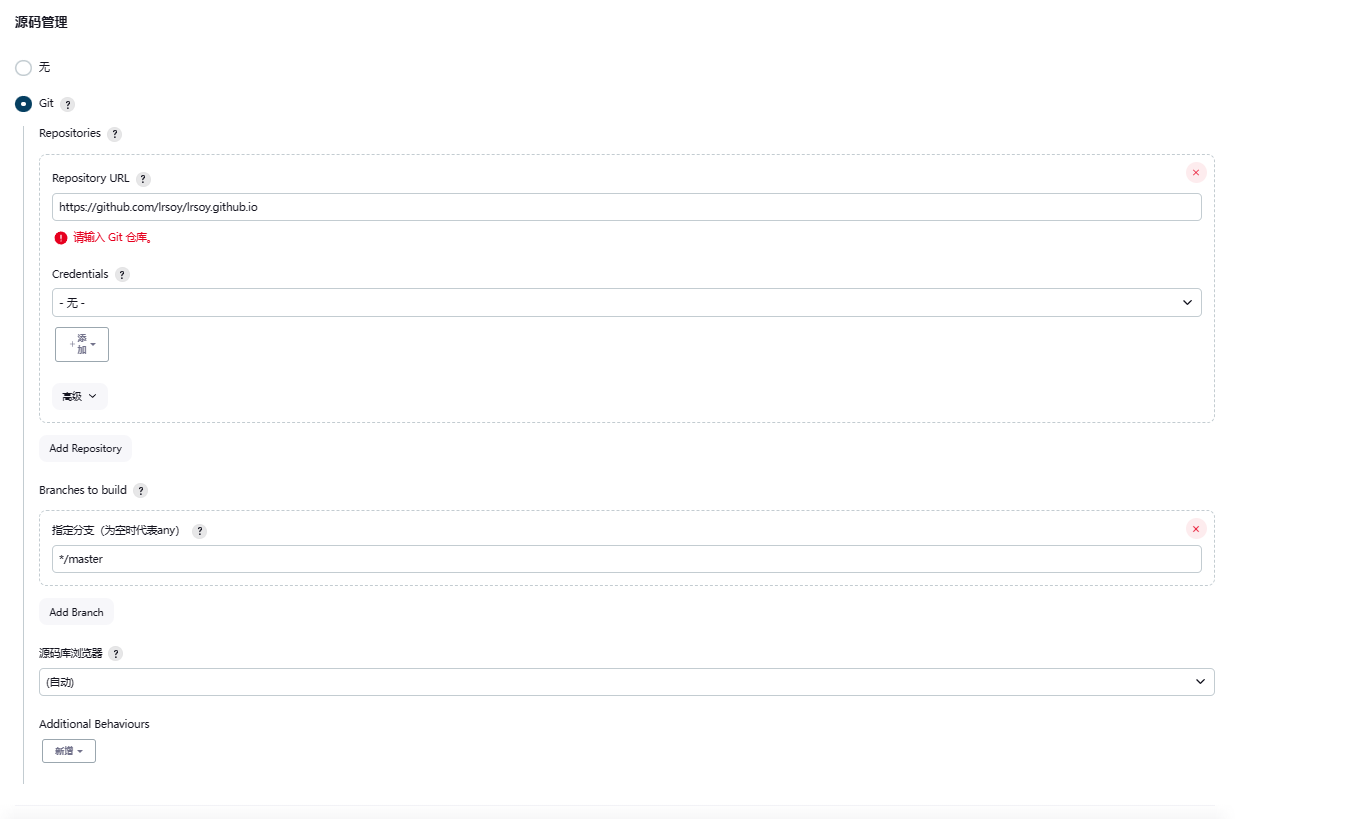 源码管理
无
Git ?
Repositories ?
Repository URL ?
https://github.com/lrsoy/lrsoy.github.io
请输入 Git 仓库。
Credentials ?
- 无 -
+ 添加
高级
Add Repository
Branches to build ?
指定分支（为空时代表any） ?
*/master
Add Branch
源码库浏览器 ?
(自动)
Additional Behaviours
新增